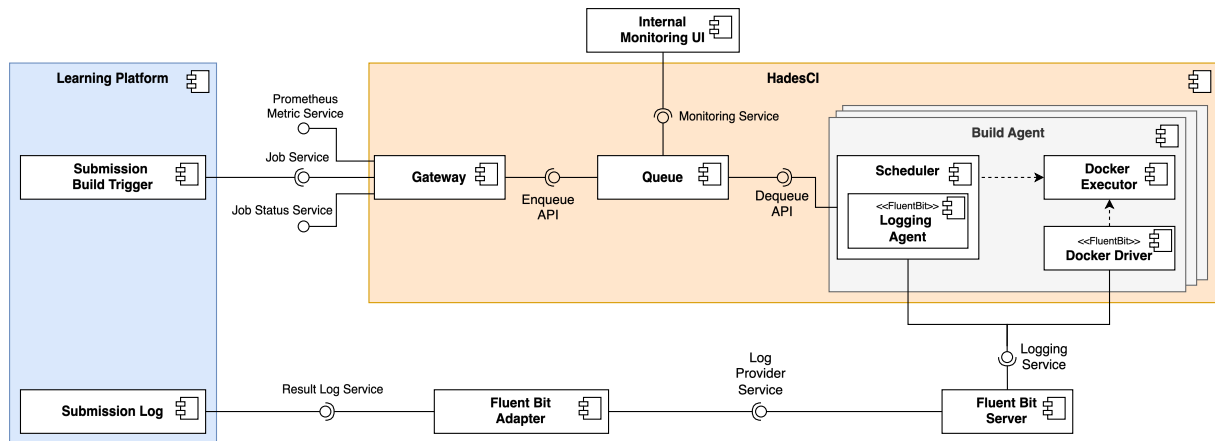 Internal
Monitoring UI
Learning Platform
HadesCI
Prometheus
Metric Service
Monitoring Service
Build Agent
Job Service
Submission
Build Trigger
Gateway
Queue
Scheduler
Docker
Executor
Enqueue
API
Dequeue
API
<<FluentBit>>
Logging
Agent
Job Status Service
<<FluentBit>>
Docker Driver
Logging
Service
Log
Provider
Service
Result Log Service
Submission Log
Fluent Bit
Adapter
Fluent Bit
Server